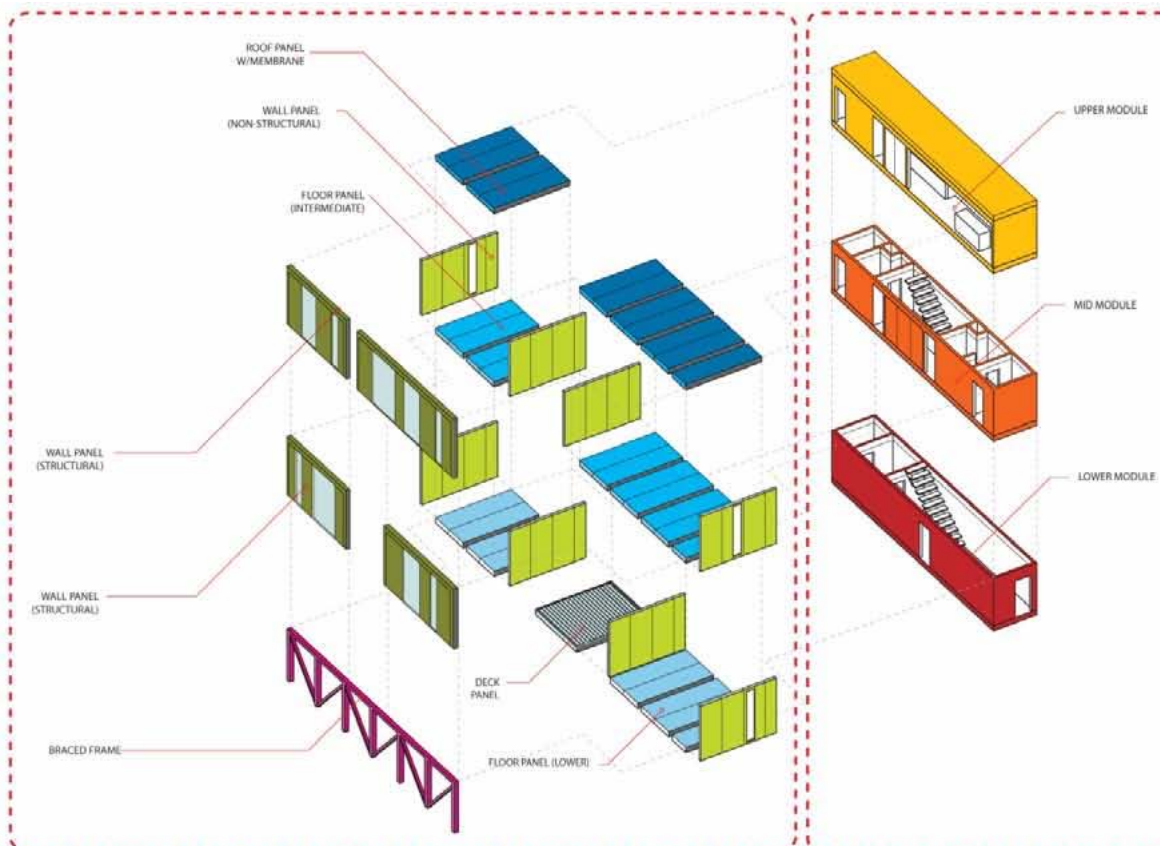 ROOF PANEL
W/MEMBRANE
WALL PANEL
(NON-STRUCTURAL)
FLOOR PANEL
(INTERMEDIATE)
WALL PANEL
(STRUCTURAL)
WALL PANEL
(STRUCTURAL)
DECK
PANEL
BRACED FRAME
FLOOR PANEL (LOWER)
UPPER MODULE
MID MODULE
LOWER MODULE